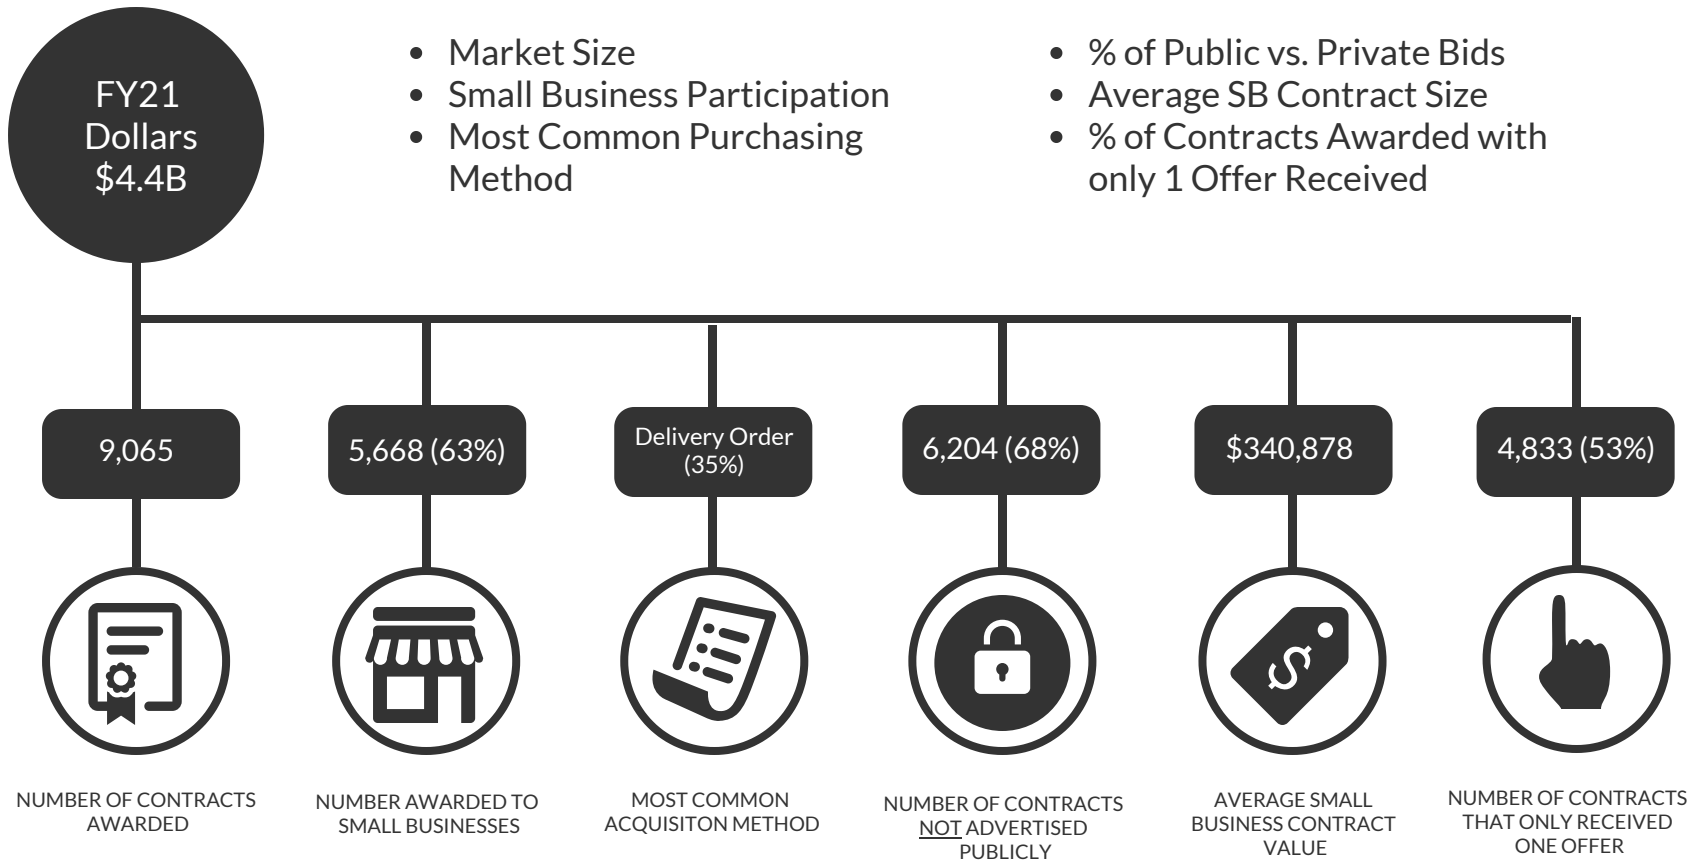 FY21
Dollars
$4.4B
• Market Size
• Small Business Participation
• Most Common Purchasing
Method
• % of Public vs. Private Bids
• Average SB Contract Size
• % of Contracts Awarded with
only 1 Offer Received
9,065
5,668 (63%)
Delivery Order
(35%)
6,204 (68%)
$340,878
4,833 (53%)
$
NUMBER OF CONTRACTS
AWARDED
NUMBER AWARDED TO
SMALL BUSINESSES
MOST COMMON
ACQUISITON METHOD
NUMBER OF CONTRACTS
NOT ADVERTISED
PUBLICLY
AVERAGE SMALL
BUSINESS CONTRACT
VALUE
NUMBER OF CONTRACTS
THAT ONLY RECEIVED
ONE OFFER